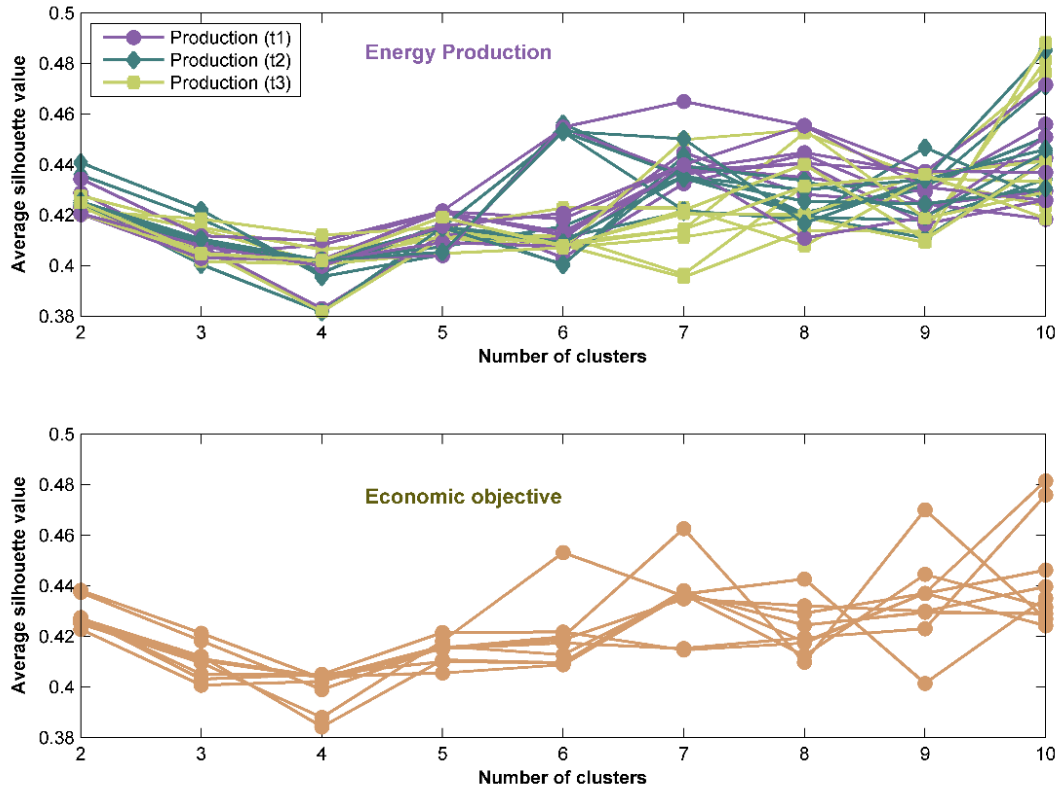 0.5
0.48
0.46
0.44
0.42
0.4
0.38
Average silhouette value
Production (t1)
Production (t2)
Production (t3)
Energy Production
2 3 4 5 6 7 8 9 10
Number of clusters
0.5
0.48
0.46
0.44
0.42
0.4
0.38
Average silhouette value
Economic objective
2 3 4 5 6 7 8 9 10
Number of clusters